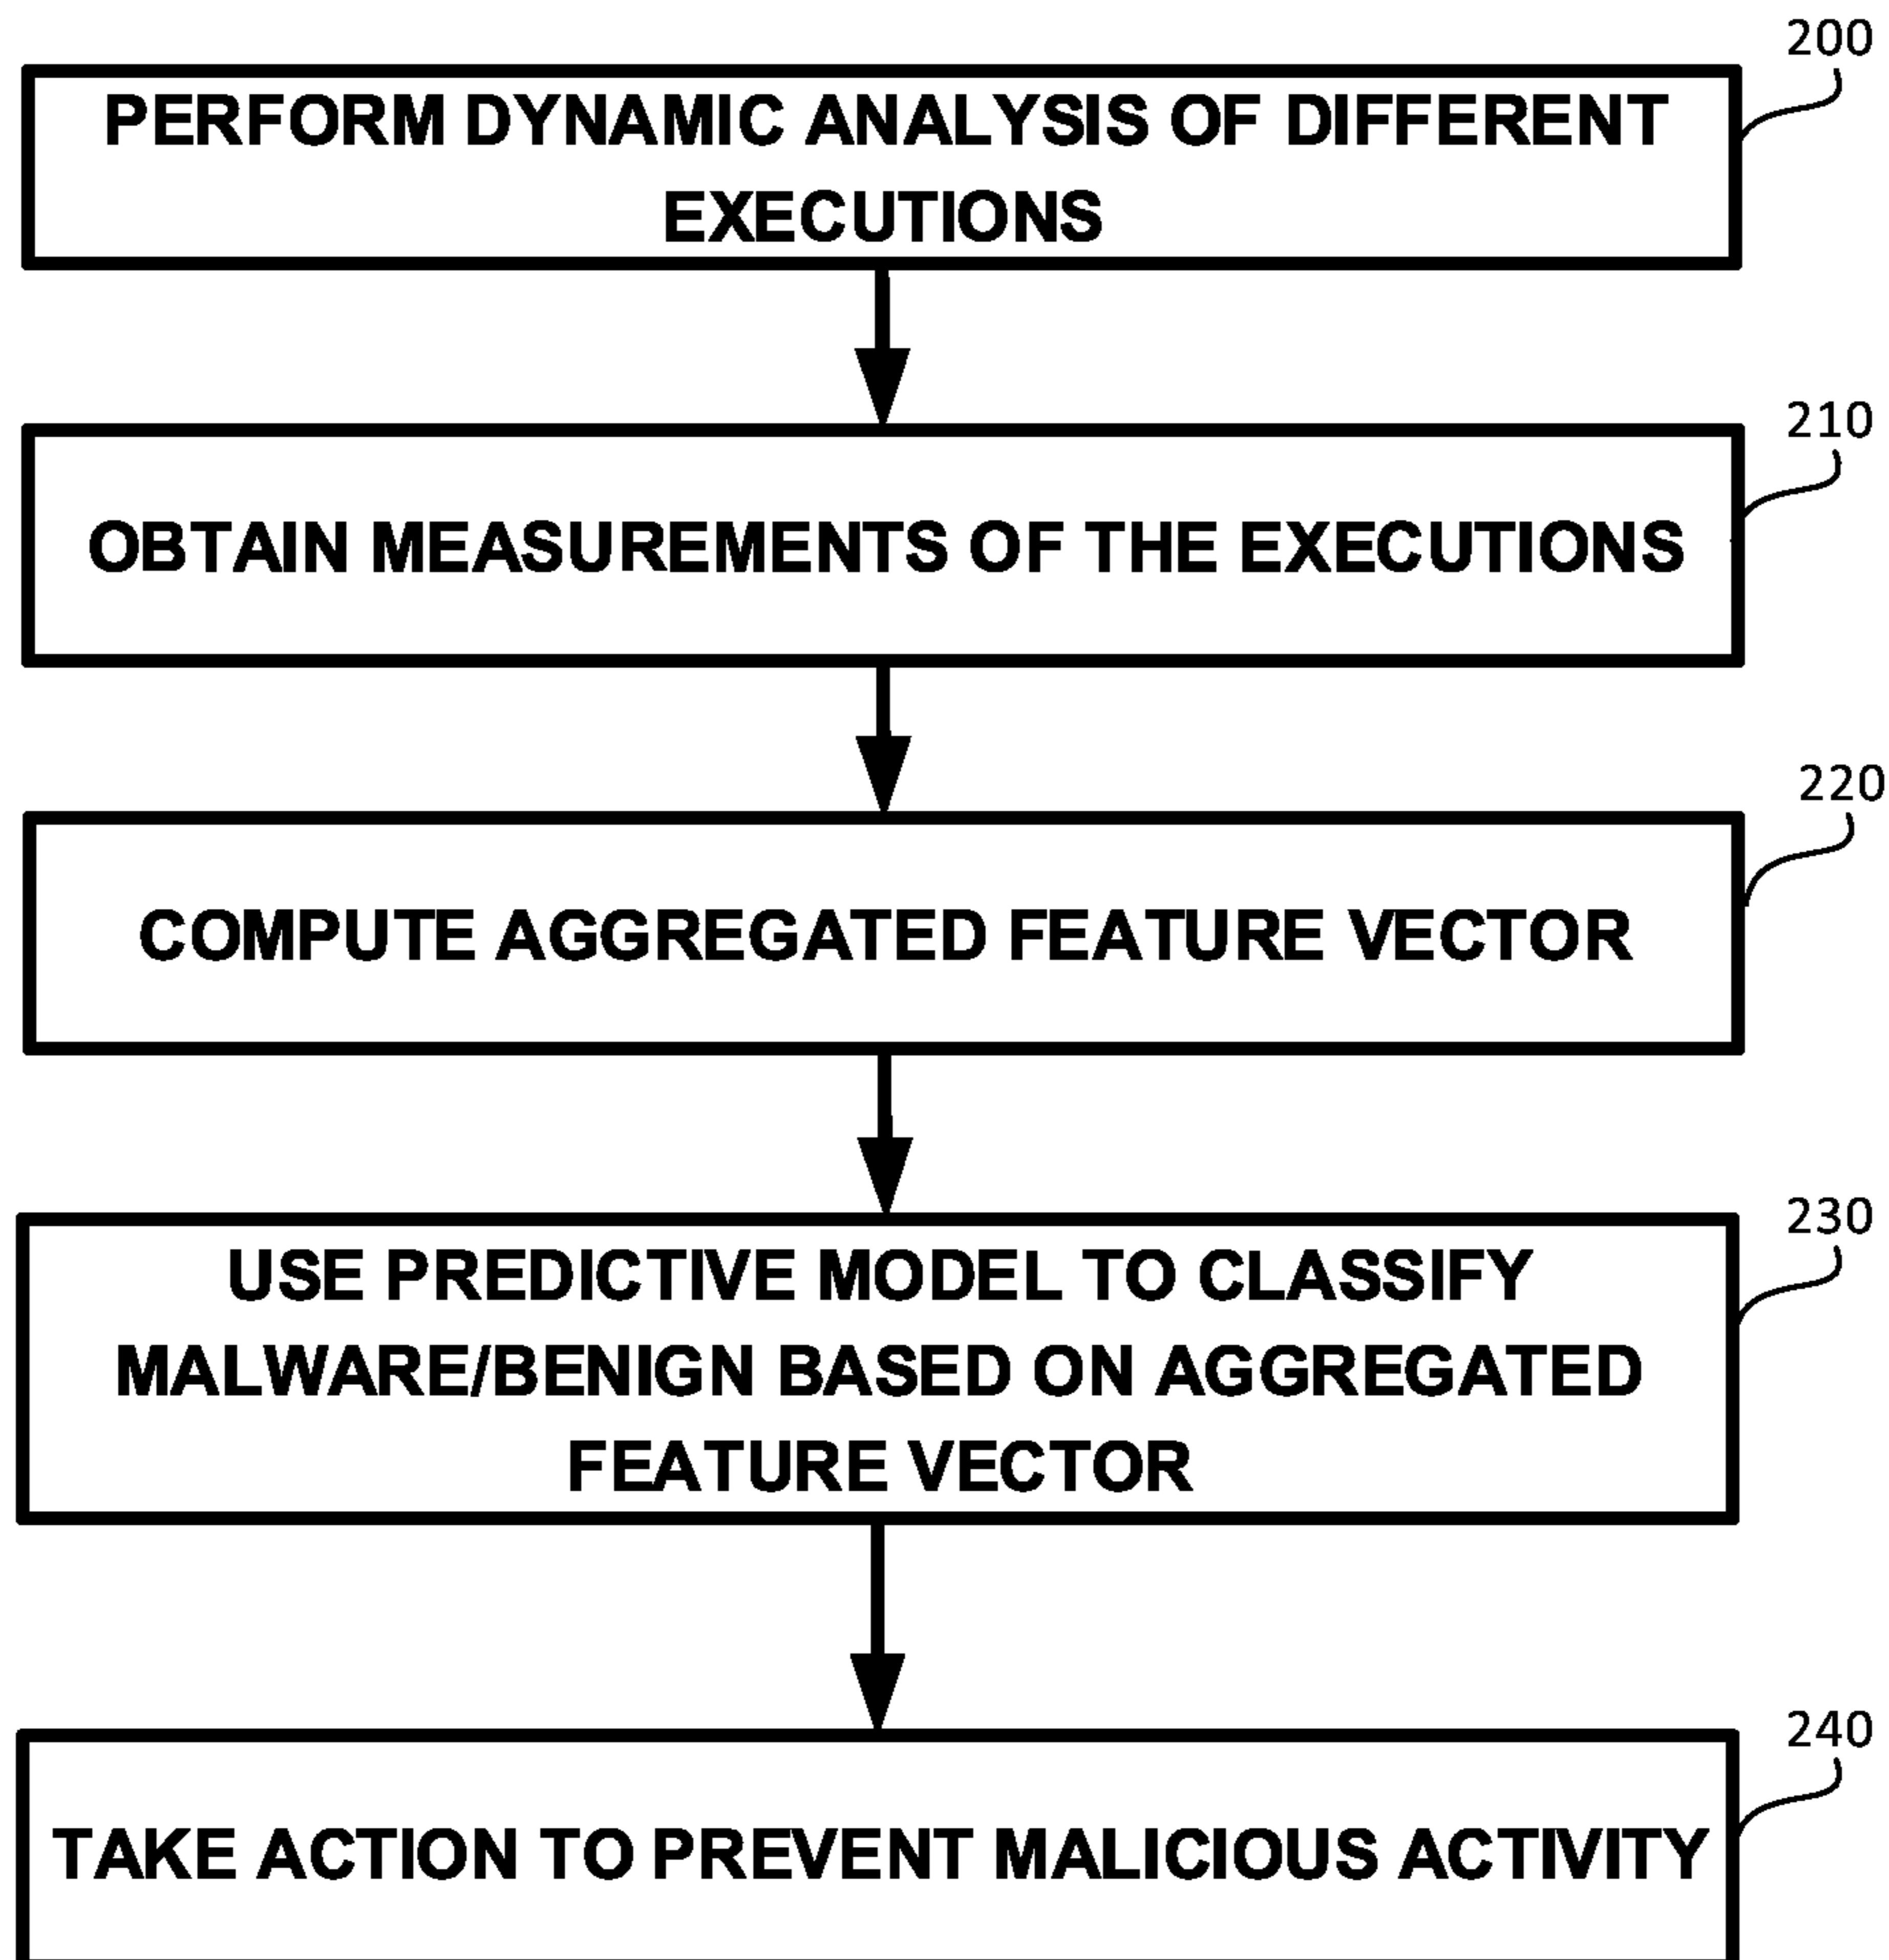 200
PERFORM DYNAMIC ANALYSIS OF DIFFERENT
EXECUTIONS
210
OBTAIN MEASUREMENTS OF THE EXECUTIONS
220
COMPUTE AGGREGATED FEATURE VECTOR
230
USE PREDICTIVE MODEL TO CLASSIFY
MALWARE/BENIGN BASED ON AGGREGATED
FEATURE VECTOR
240
TAKE ACTION TO PREVENT MALICIOUS ACTIVITY